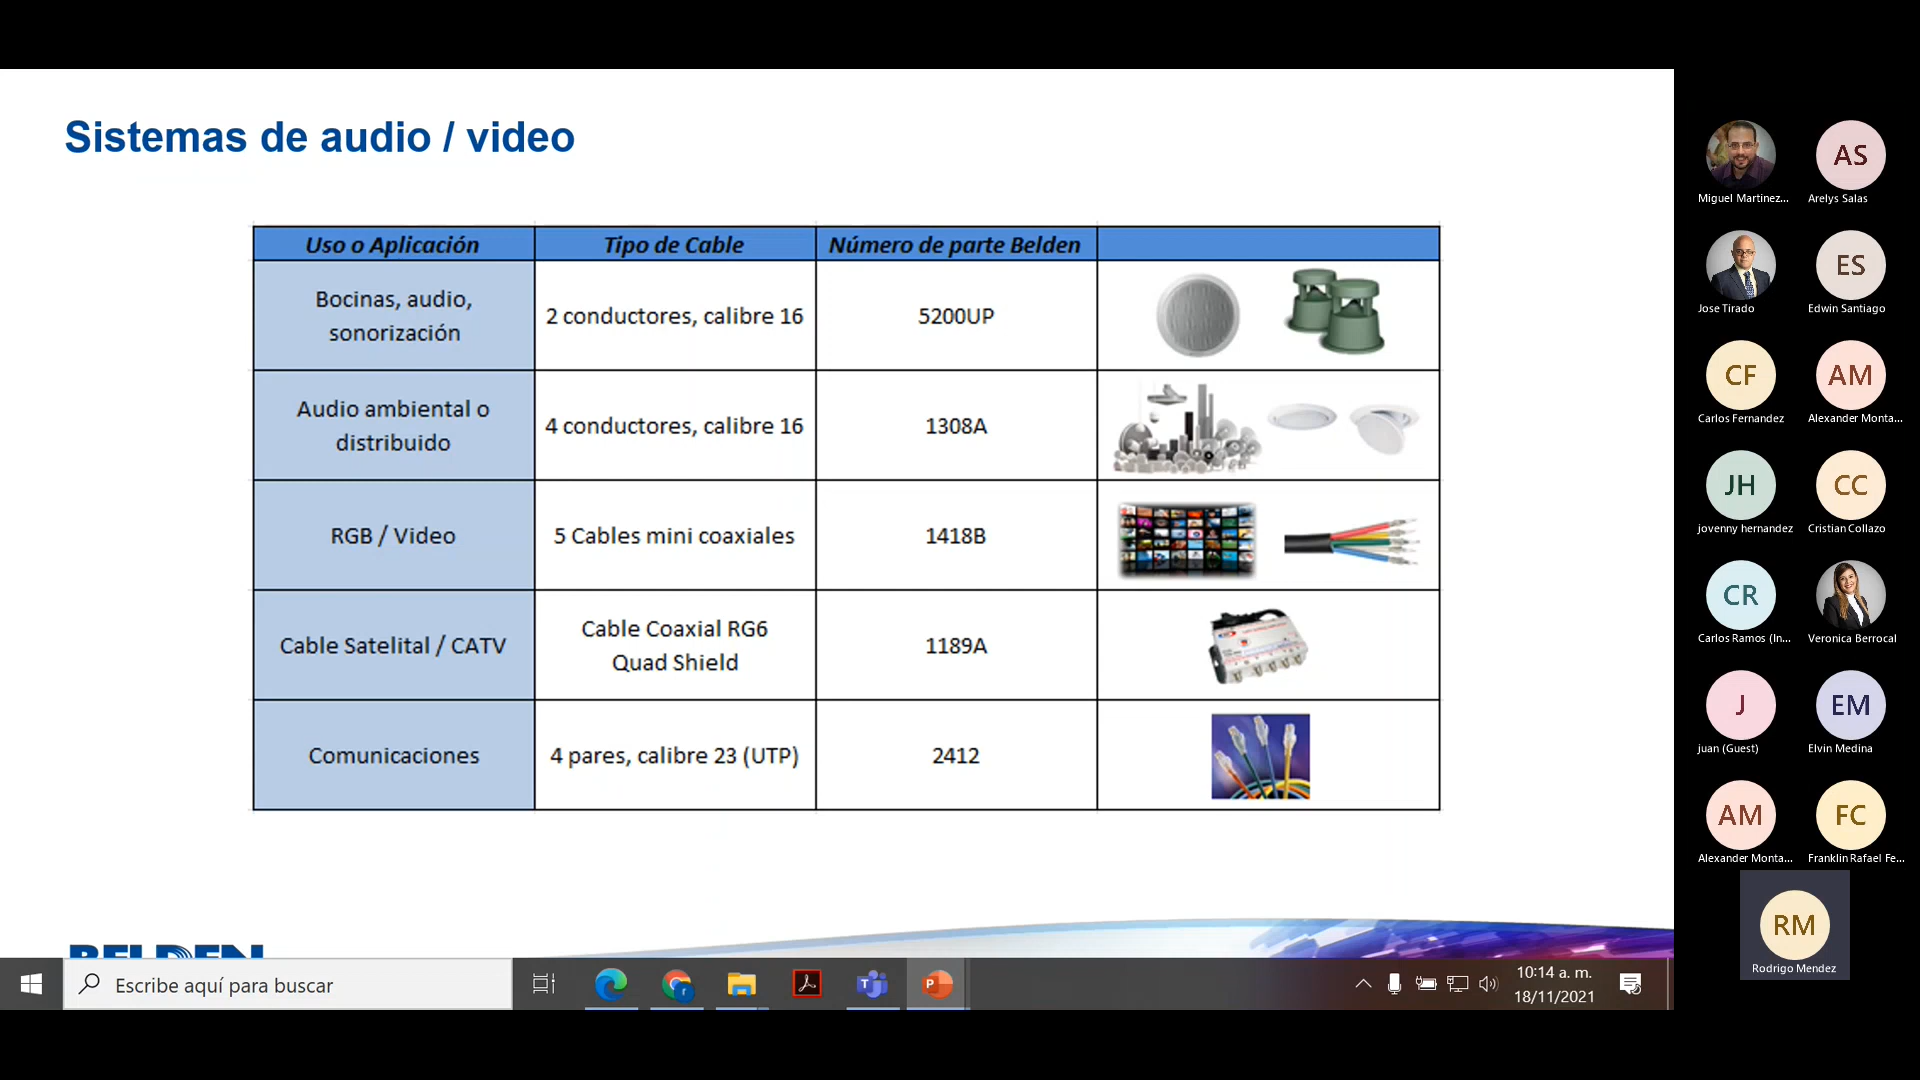 Sistemas de audio / video
Uso o Aplicación
Tipo de Cable
Número de parte Belden
Bocinas, audio,
sonorización
2 conductores, calibre 16
5200UP
Audio ambiental o
distribuido
4 conductores, calibre 16
1308A
RGB / Video
5 Cables mini coaxiales
1418B
Cable Satelital / CATV
Cable Coaxial RG6
Quad Shield
1189A
Comunicaciones
4 pares, calibre 23 (UTP)
2412
BELDEN
Escribe aquí para buscar
10:14 a. m.
18/11/2021
Miguel Martinez...
AS
Arelys Salas
Jose Tirado
ES
Edwin Santiago
CF
Carlos Fernandez
AM
Alexander Monta...
JH
jovenny hernandez
CC
Cristian Collazo
CR
Carlos Ramos (In...
Veronica Berrocal
J
juan (Guest)
EM
Elvin Medina
AM
Alexander Monta...
FC
Franklin Rafael Fe...
RM
Rodrigo Mendez